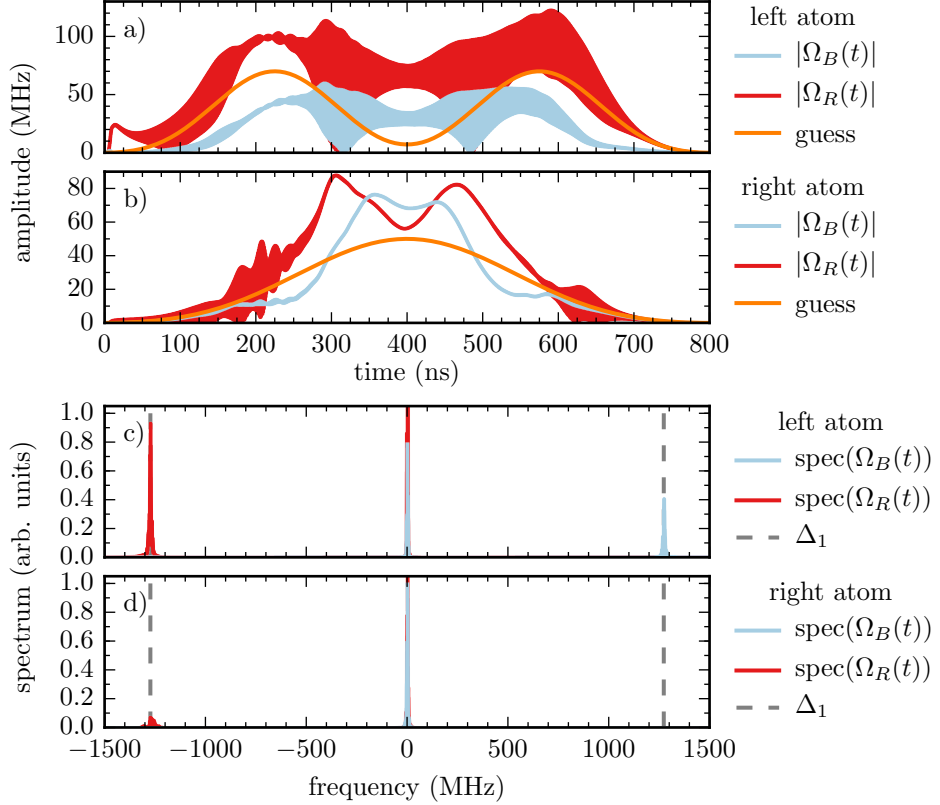 a)
100
50
0
amplitude (MHz)
left atom
|Ω_B(t)|
|Ω_R(t)|
guess
b)
80
60
40
20
0
0 100 200 300 400 500 600 700 800
time (ns)
right atom
|Ω_B(t)|
|Ω_R(t)|
guess
c)
1.0
0.8
0.6
0.4
0.2
0.0
spectrum (arb. units)
left atom
spec(Ω_B(t))
spec(Ω_R(t))
Δ_1
d)
1.0
0.8
0.6
0.4
0.2
0.0
−1500 −1000 −500 0 500 1000 1500
frequency (MHz)
right atom
spec(Ω_B(t))
spec(Ω_R(t))
Δ_1